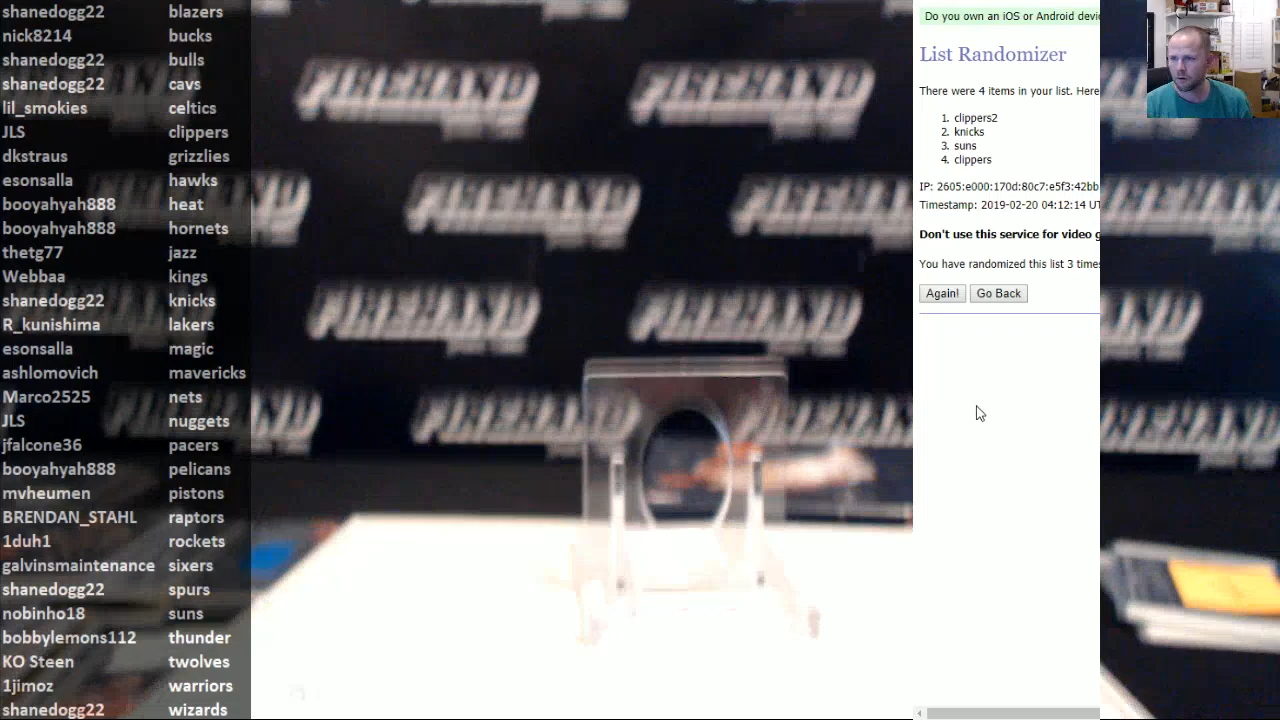 shanedogg22 blazers
nick8214 bucks
shanedogg22 bulls
shanedogg22 cavs
lil_smokies celtics
JLS clippers
dkstraus grizzlies
esonsalla hawks
booyahyah888 heat
booyahyah888 hornets
thetg77 jazz
Webbaa kings
shanedogg22 knicks
R_kunishima lakers
esonsalla magic
ashlomovich mavericks
Marco2525 nets
JLS nuggets
jfalcone36 pacers
booyahyah888 pelicans
mvheumen pistons
BRENDAN_STAHL raptors
1duh1 rockets
galvinsmaintenance sixers
shanedogg22 spurs
nobinho18 suns
bobbylemons112 thunder
KO Steen twolves
1jimoz warriors
shanedogg22 wizards
Do you own an iOS or Android devi
List Randomizer
There were 4 items in your list. Here
1. clippers2
2. knicks
3. suns
4. clippers
IP: 2605:e000:170d:80c7:e5f3:42bb
Timestamp: 2019-02-20 04:12:14 UT
Don't use this service for video g
You have randomized this list 3 times
Again! Go Back